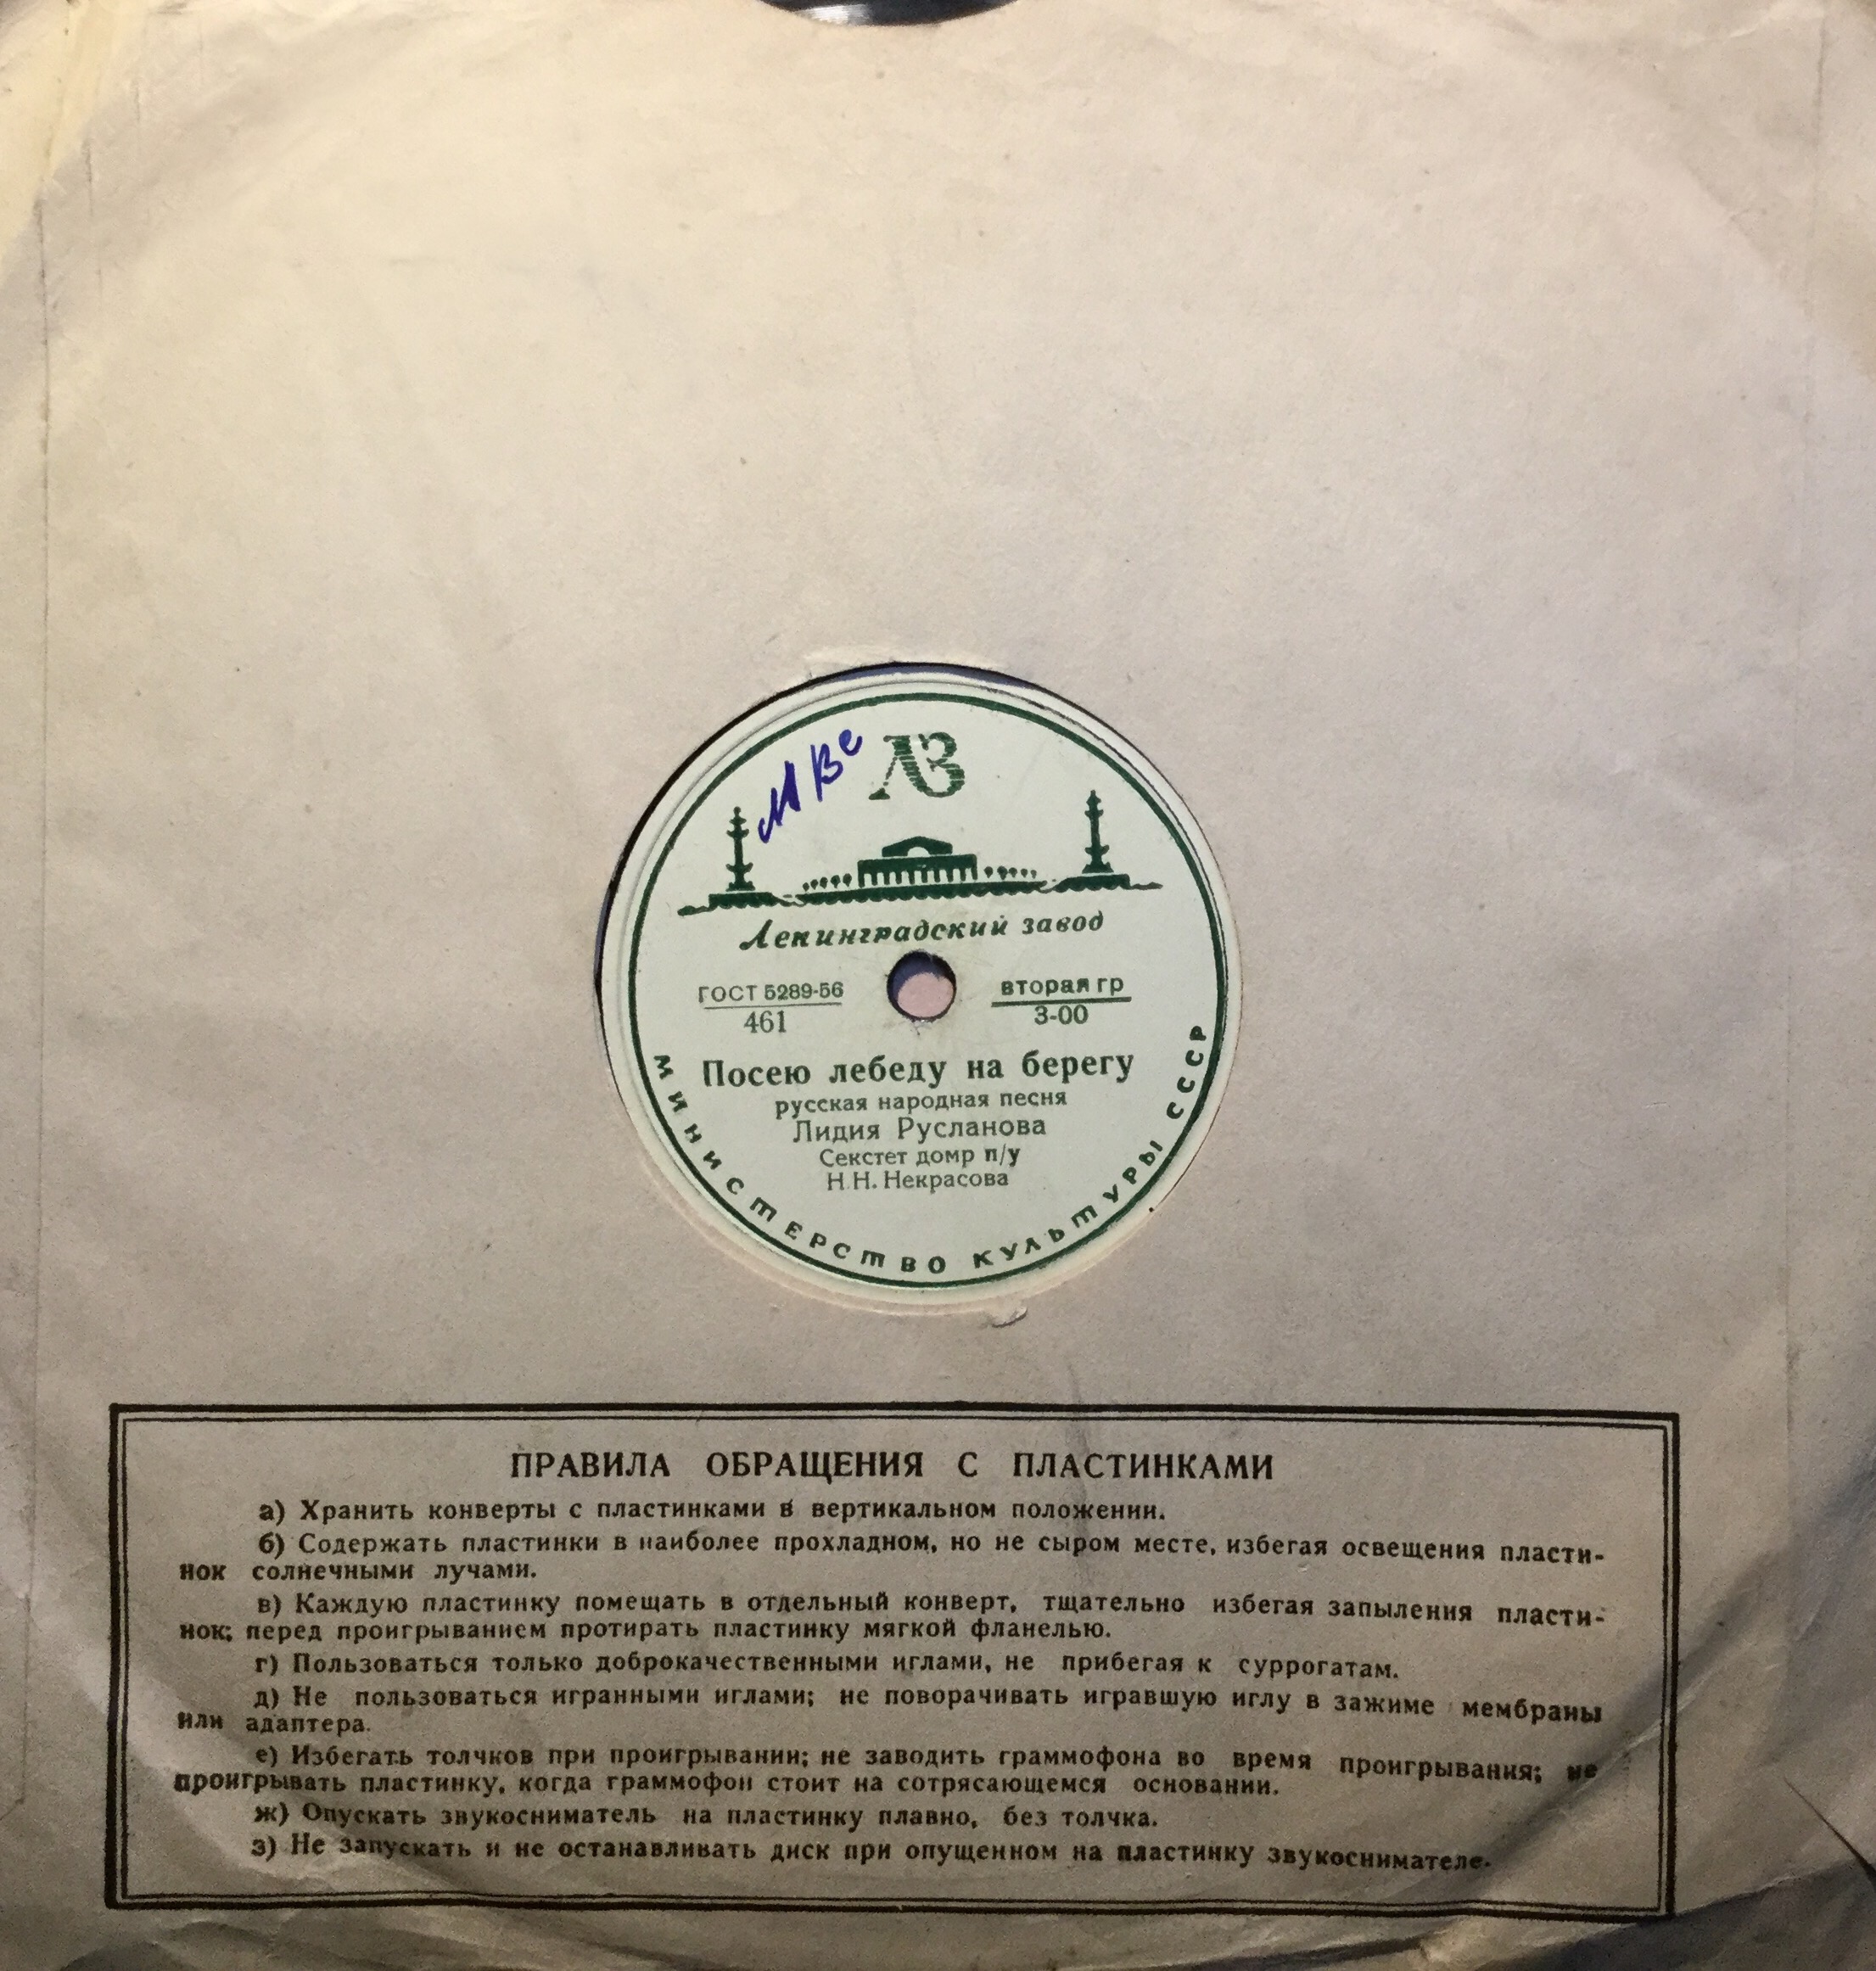 ЛЗ
Ленинградский завод
ГОСТ 5289-56
461
вторая гр
3-00
Посею лебеду на берегу
русская народная песня
Лидия Русланова
Секстет домр п/у
Н.Н. Некрасова
МИНИСТЕРСТВО КУЛЬТУРЫ СССР
ПРАВИЛА ОБРАЩЕНИЯ С ПЛАСТИНКАМИ
а) Хранить конверты с пластинками в вертикальном положении.
б) Содержать пластинки в наиболее прохладном, но не сыром месте, избегая освещения пласти-
нок солнечными лучами.
в) Каждую пластинку помещать в отдельный конверт, тщательно избегая запыления пласти-
нок; перед проигрыванием протирать пластинку мягкой фланелью.
г) Пользоваться только доброкачественными иглами, не прибегая к суррогатам.
д) Не пользоваться игранными иглами; не поворачивать игравшую иглу в зажиме мембраны
или адаптера.
е) Избегать толчков при проигрывании; не заводить граммофона во время проигрывания; не
проигрывать пластинку, когда граммофон стоит на сотрясающемся основании.
ж) Опускать звукосниматель на пластинку плавно, без толчка.
з) Не запускать и не останавливать диск при опущенном на пластинку звукоснимателе.